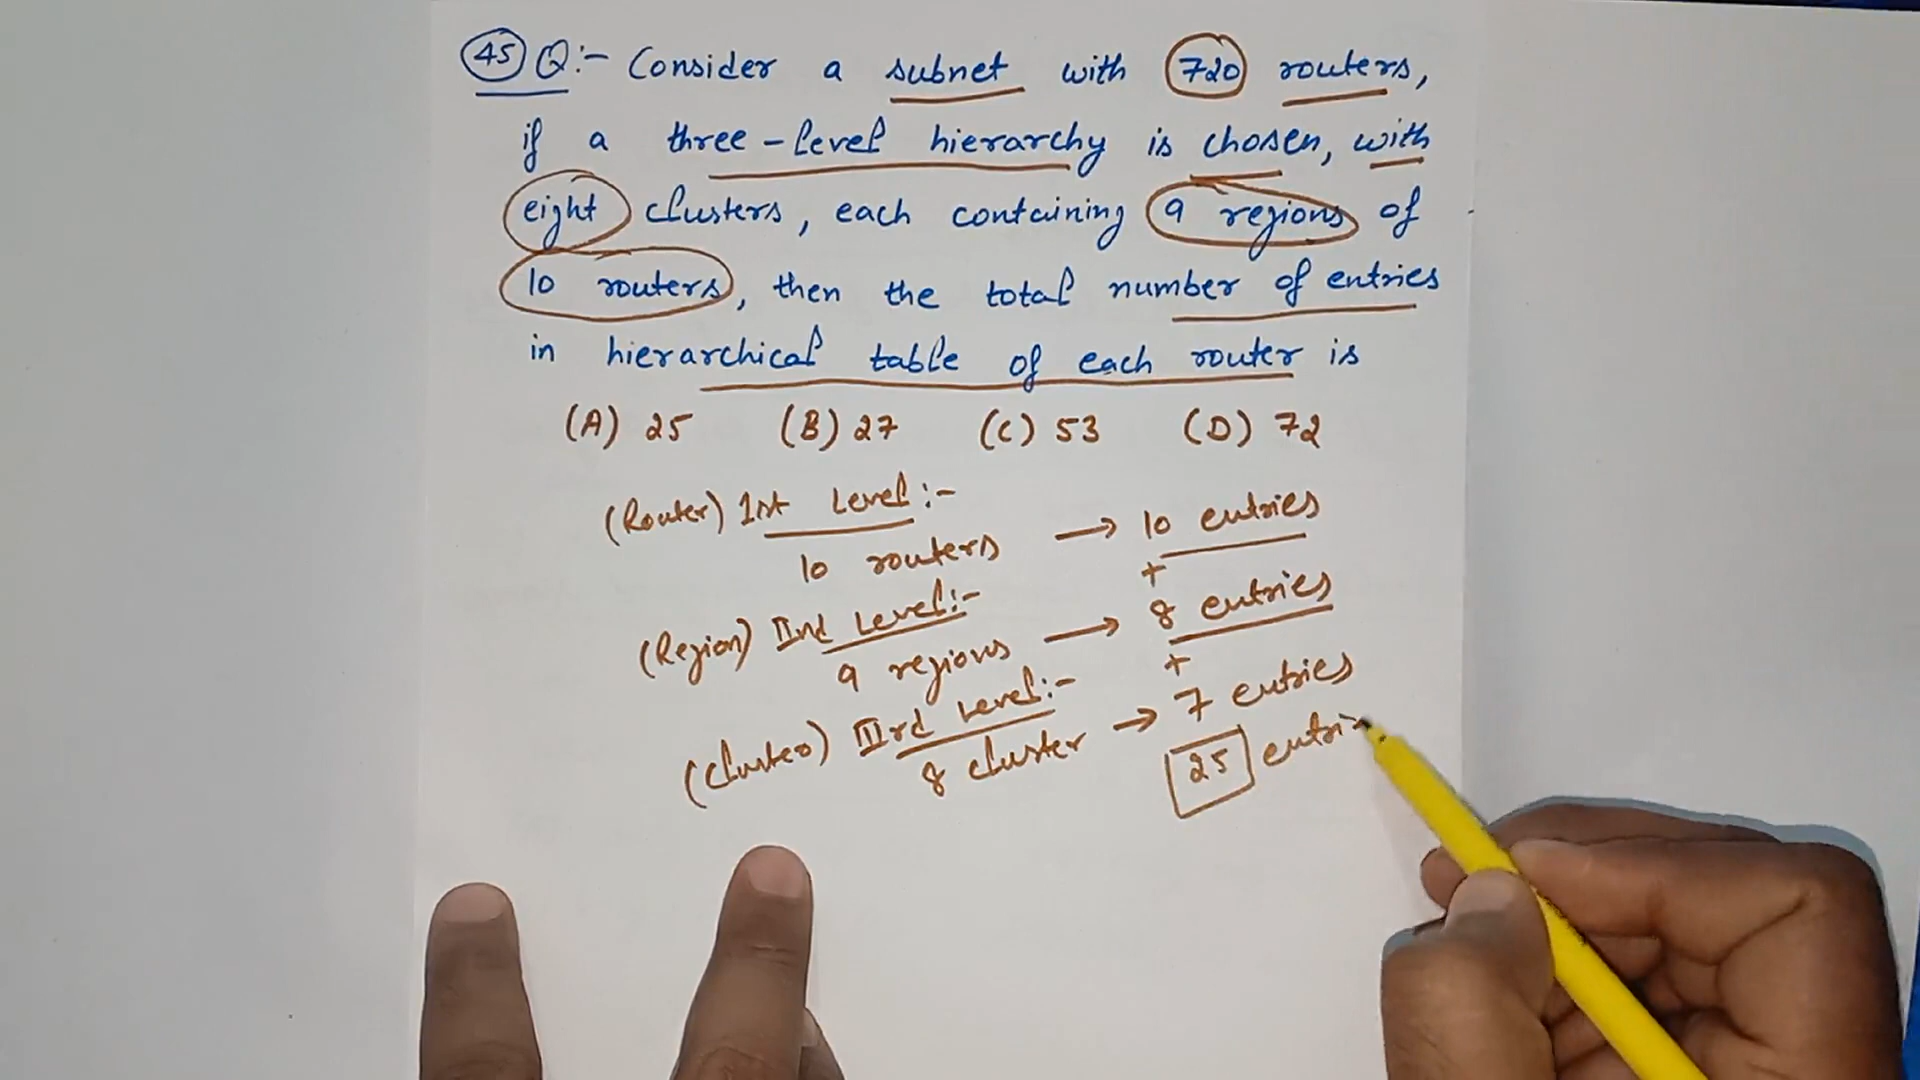 45 Q:- Consider a subnet with 720 routers,
if a three-level hierarchy is chosen, with
eight clusters, each containing 9 regions of
10 routers, then the total number of entries
in hierarchical table of each router is
(A) 25 (B) 27 (C) 53 (D) 72
(Router) Ist Level:-
10 routers → 10 entries
+
(Region) IInd Level:-
9 regions → 8 entries
+
(Cluster) IIIrd Level:-
8 cluster → 7 entries
25 entri